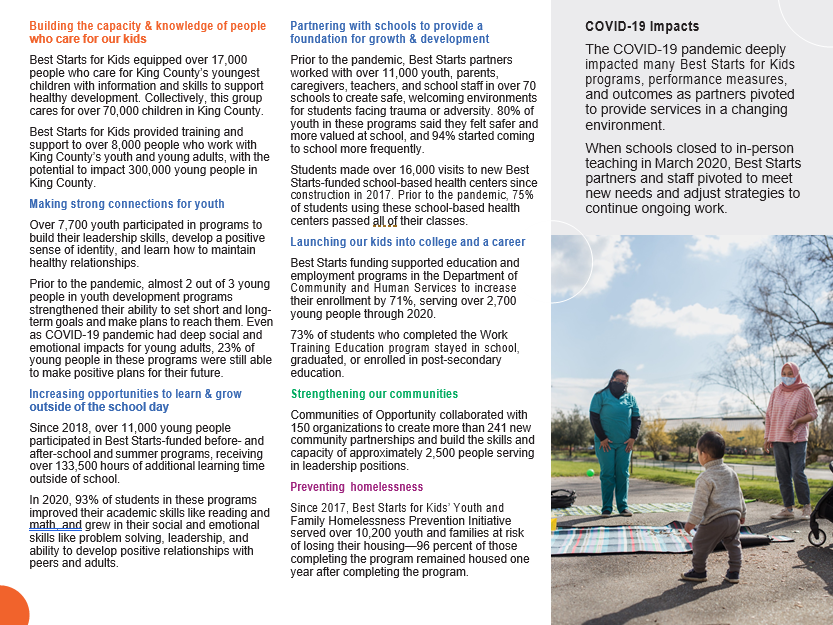 Building the capacity & knowledge of people
who care for our kids
Best Starts for Kids equipped over 17,000
people who care for King County's youngest
children with information and skills to support
healthy development. Collectively, this group
cares for over 70,000 children in King County.
Best Starts for Kids provided training and
support to over 8,000 people who work with
King County's youth and young adults, with the
potential to impact 300,000 young people in
King County.
Making strong connections for youth
Over 7,700 youth participated in programs to
build their leadership skills, develop a positive
sense of identity, and learn how to maintain
healthy relationships.
Prior to the pandemic, almost 2 out of 3 young
people in youth development programs
strengthened their ability to set short and long-
term goals and make plans to reach them. Even
as COVID-19 pandemic had deep social and
emotional impacts for young adults, 23% of
young people in these programs were still able
to make positive plans for their future.
Increasing opportunities to learn & grow
outside of the school day
Since 2018, over 11,000 young people
participated in Best Starts-funded before- and
after-school and summer programs, receiving
over 133,500 hours of additional learning time
outside of school.
In 2020, 93% of students in these programs
improved their academic skills like reading and
math, and grew in their social and emotional
skills like problem solving, leadership, and
ability to develop positive relationships with
peers and adults.
Partnering with schools to provide a
foundation for growth & development
Prior to the pandemic, Best Starts partners
worked with over 11,000 youth, parents,
caregivers, teachers, and school staff in over 70
schools to create safe, welcoming environments
for students facing trauma or adversity. 80% of
youth in these programs said they felt safer and
more valued at school, and 94% started coming
to school more frequently.
Students made over 16,000 visits to new Best
Starts-funded school-based health centers since
construction in 2017. Prior to the pandemic, 75%
of students using these school-based health
centers passed all of their classes.
Launching our kids into college and a career
Best Starts funding supported education and
employment programs in the Department of
Community and Human Services to increase
their enrollment by 71%, serving over 2,700
young people through 2020.
73% of students who completed the Work
Training Education program stayed in school,
graduated, or enrolled in post-secondary
education.
Strengthening our communities
Communities of Opportunity collaborated with
150 organizations to create more than 241 new
community partnerships and build the skills and
capacity of approximately 2,500 people serving
in leadership positions.
Preventing homelessness
Since 2017, Best Starts for Kids' Youth and
Family Homelessness Prevention Initiative
served over 10,200 youth and families at risk
of losing their housing—96 percent of those
completing the program remained housed one
year after completing the program.
COVID-19 Impacts
The COVID-19 pandemic deeply
impacted many Best Starts for Kids
programs, performance measures,
and outcomes as partners pivoted
to provide services in a changing
environment.
When schools closed to in-person
teaching in March 2020, Best Starts
partners and staff pivoted to meet
new needs and adjust strategies to
continue ongoing work.